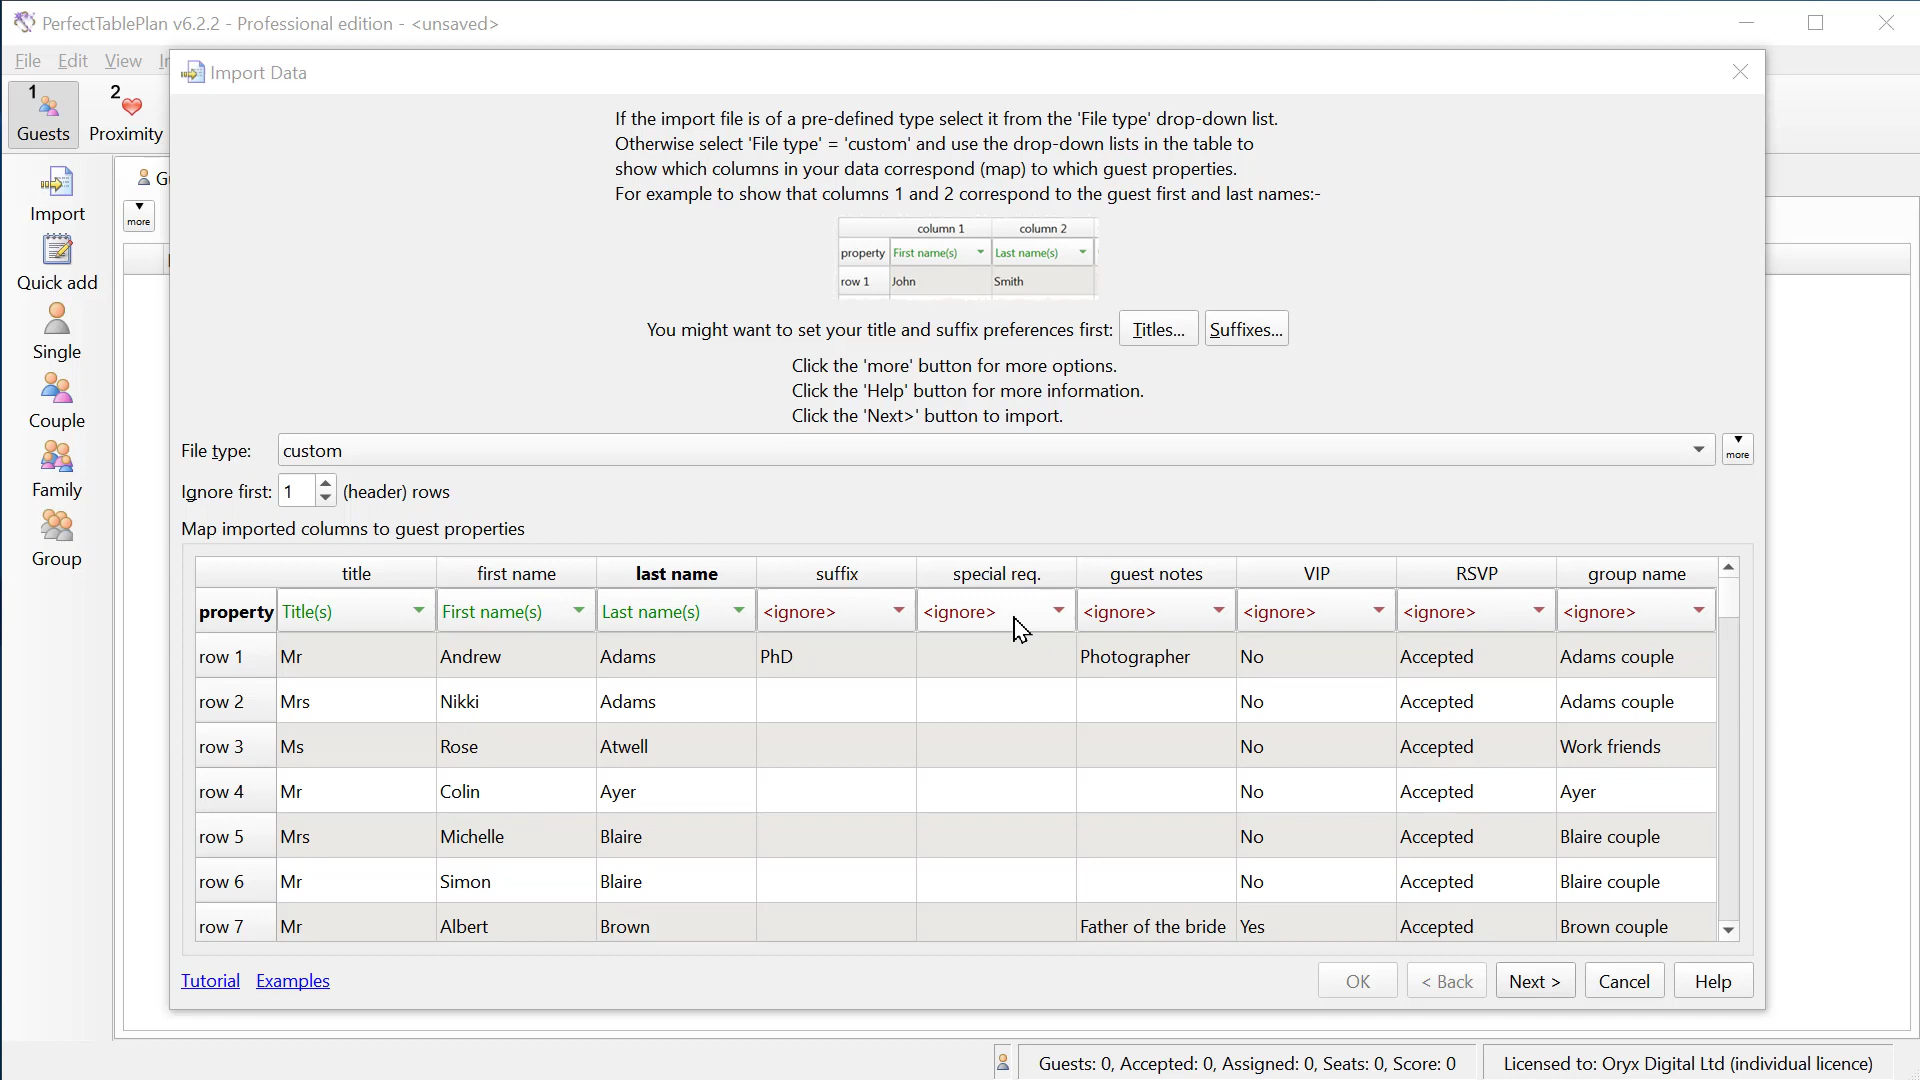 PerfectTablePlan v6.2.2 - Professional edition - <unsaved>
File Edit View
Import Data
1 Guests
2 Proximity
If the import file is of a pre-defined type select it from the 'File type' drop-down list.
Otherwise select 'File type' = 'custom' and use the drop-down lists in the table to
show which columns in your data correspond (map) to which guest properties.
For example to show that columns 1 and 2 correspond to the guest first and last names:-
column 1 column 2
property First name(s) Last name(s)
row 1 John Smith
You might want to set your title and suffix preferences first: Titles... Suffixes...
Click the 'more' button for more options.
Click the 'Help' button for more information.
Click the 'Next>' button to import.
Import
Quick add
Single
Couple
Family
Group
more
File type: custom more
Ignore first: 1 (header) rows
Map imported columns to guest properties
title first name last name suffix special req. guest notes VIP RSVP group name
property Title(s) First name(s) Last name(s) <ignore> <ignore> <ignore> <ignore> <ignore> <ignore>
row 1 Mr Andrew Adams PhD Photographer No Accepted Adams couple
row 2 Mrs Nikki Adams No Accepted Adams couple
row 3 Ms Rose Atwell No Accepted Work friends
row 4 Mr Colin Ayer No Accepted Ayer
row 5 Mrs Michelle Blaire No Accepted Blaire couple
row 6 Mr Simon Blaire No Accepted Blaire couple
row 7 Mr Albert Brown Father of the bride Yes Accepted Brown couple
Tutorial Examples OK < Back Next > Cancel Help
Guests: 0, Accepted: 0, Assigned: 0, Seats: 0, Score: 0 Licensed to: Oryx Digital Ltd (individual licence)